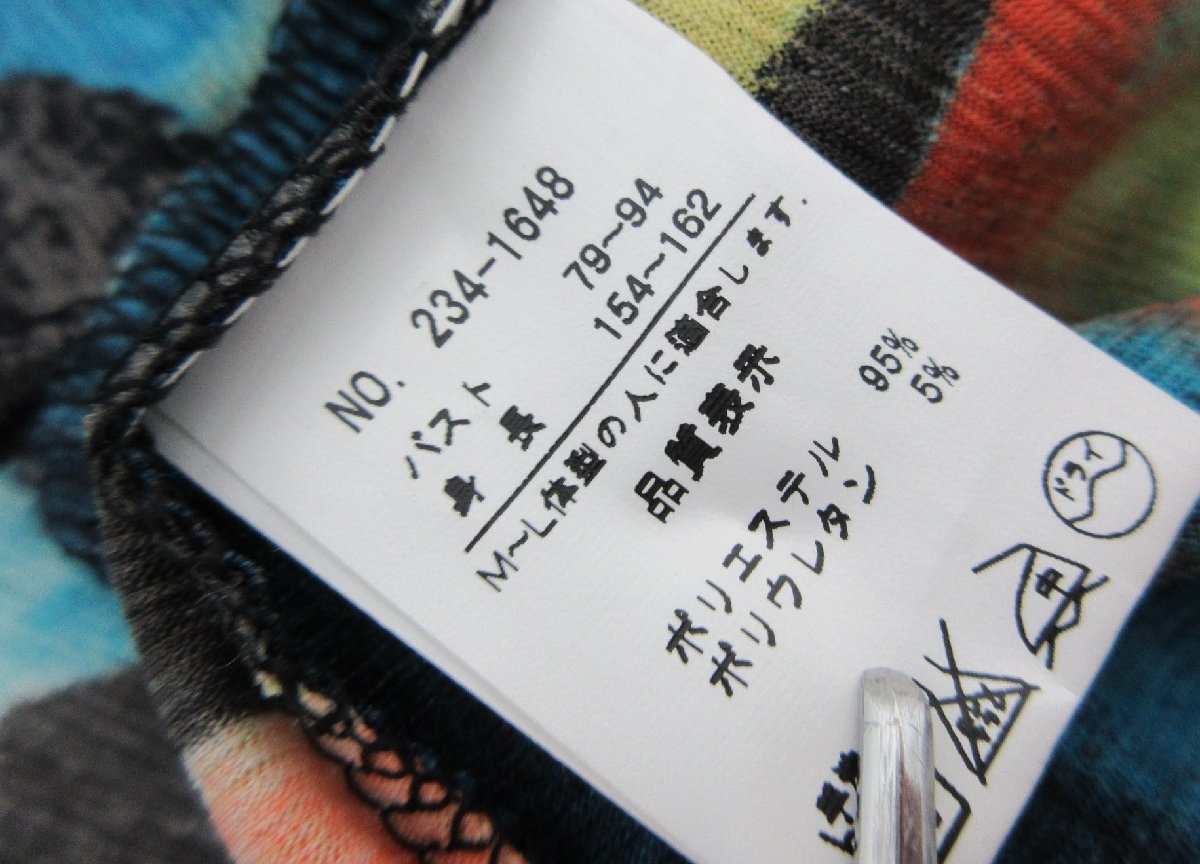 NO. 234-1648
バスト 79~94
身長 154~162
M~L体型の人に適合します.
品質表示
ポリエステル 95%
ポリウレタン 5%
ドライ
中